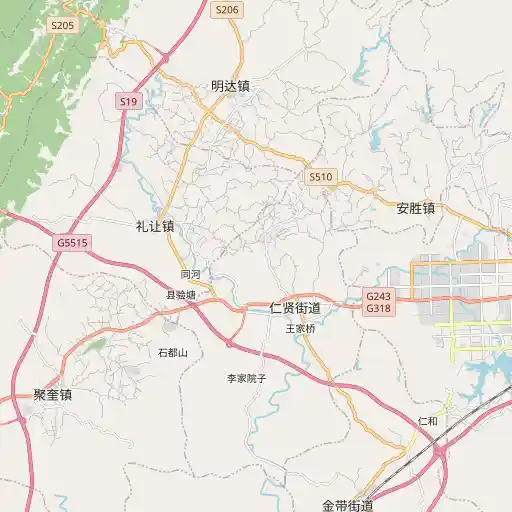 S205
S206
明达镇
S19
S510
安胜镇
礼让镇
G5515
同河
县验塘
G243
G318
仁贤街道
王家桥
石都山
李家院子
聚奎镇
仁和
金带街道